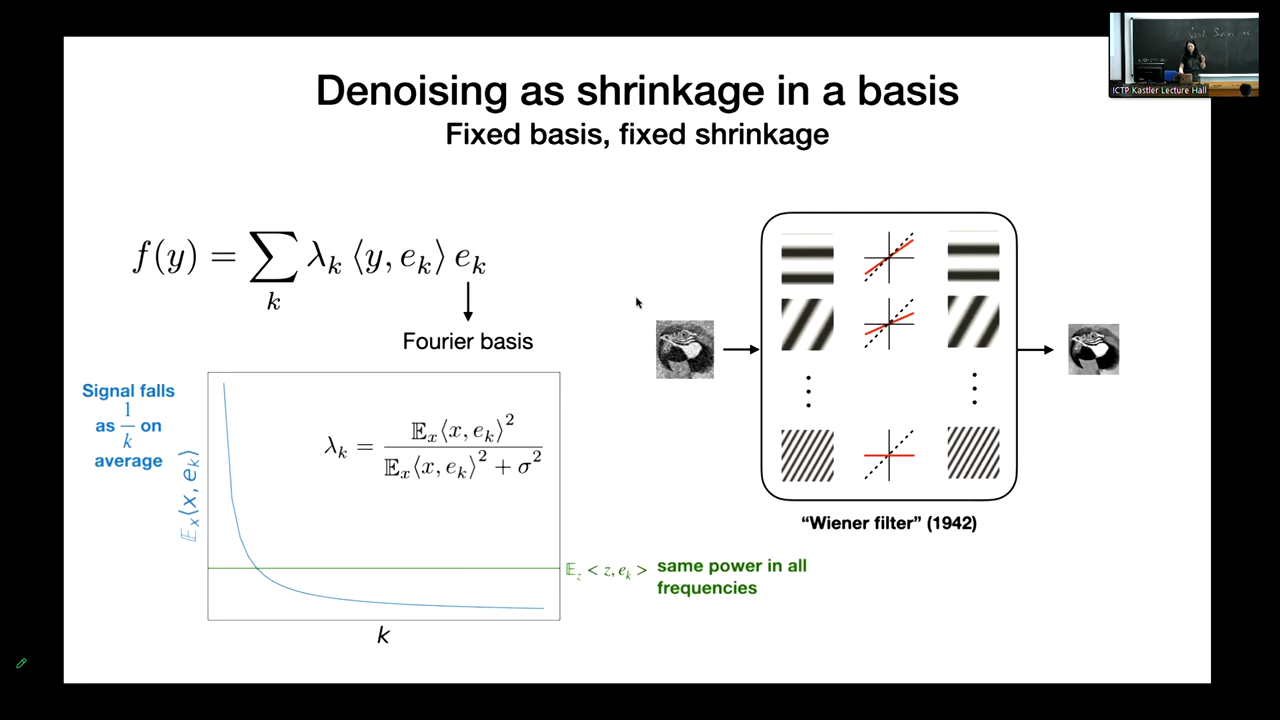 Denoising as shrinkage in a basis
Fixed basis, fixed shrinkage
f(y) = ∑_k λ_k ⟨y, e_k⟩ e_k
Fourier basis
Signal falls
as 1/k on
average
𝔼_x⟨x, e_k⟩
λ_k = 𝔼_x⟨x, e_k⟩² / (𝔼_x⟨x, e_k⟩² + σ²)
k
𝔼_z < z, e_k > same power in all
frequencies
“Wiener filter” (1942)
ICTP Kastler Lecture Hall